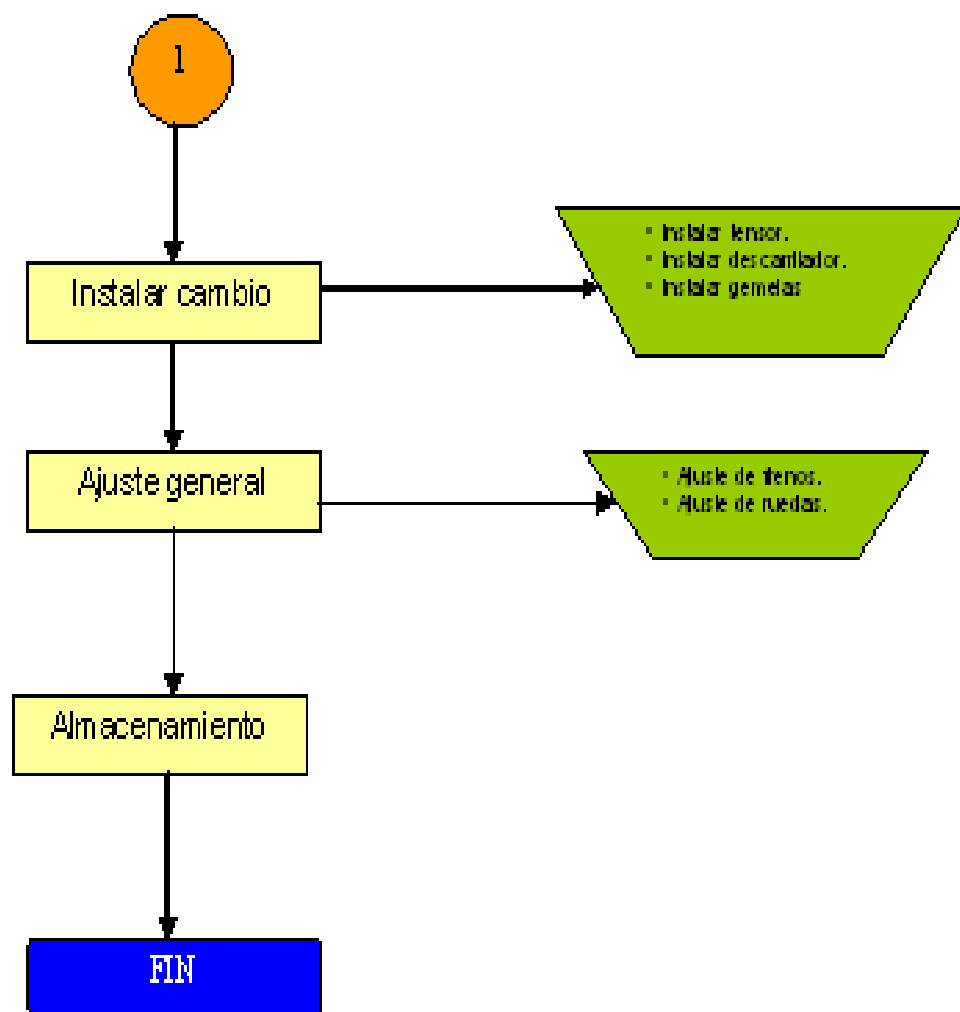 1
Instalar cambio
• Instalar tensor.
• Instalar descarrilador.
• Instalar gemelas
Ajuste general
• Ajuste de frenos.
• Ajuste de ruedas.
Almacenamiento
FIN